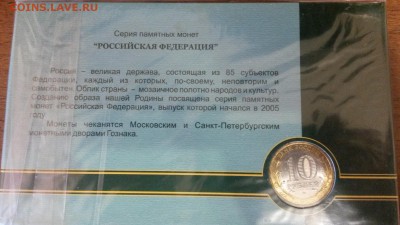 COINS.LAVE.RU
Серия памятных монет
"РОССИЙСКАЯ ФЕДЕРАЦИЯ"
Россия - великая держава, состоящая из 85 субъектов
Федерации, каждый из которых, по-своему, неповторим и
самобытен. Облик страны – мозаичное полотно народов и культур.
Созданию образа нашей Родины посвящена серия памятных
монет «Российская Федерация», выпуск которой начался в 2005
году.
Монеты чеканятся Московским и Санкт-Петербургским
монетными дворами Гознака.
10